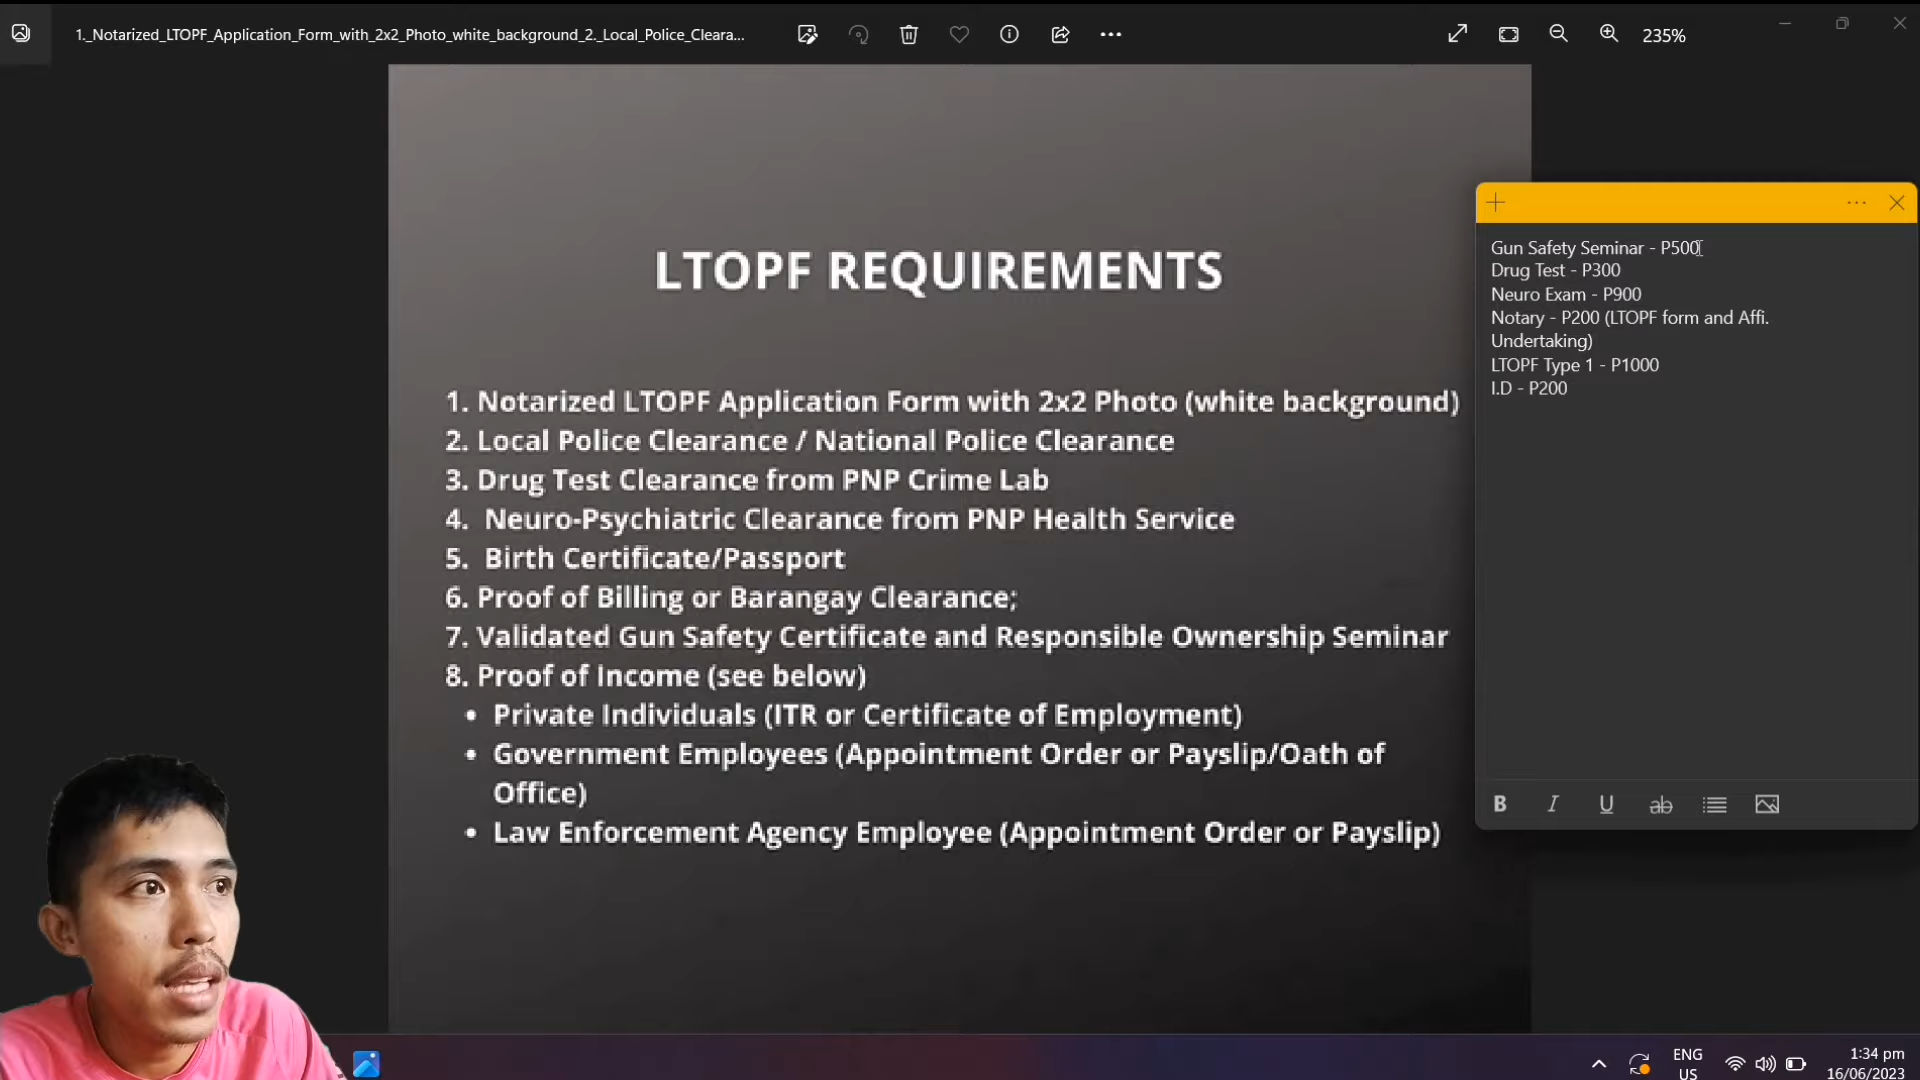 1._Notarized_LTOPF_Application_Form_with_2x2_Photo_white_background_2._Local_Police_Cleara...
235%
LTOPF REQUIREMENTS
1. Notarized LTOPF Application Form with 2x2 Photo (white background)
2. Local Police Clearance / National Police Clearance
3. Drug Test Clearance from PNP Crime Lab
4. Neuro-Psychiatric Clearance from PNP Health Service
5. Birth Certificate/Passport
6. Proof of Billing or Barangay Clearance;
7. Validated Gun Safety Certificate and Responsible Ownership Seminar
8. Proof of Income (see below)
• Private Individuals (ITR or Certificate of Employment)
• Government Employees (Appointment Order or Payslip/Oath of
Office)
• Law Enforcement Agency Employee (Appointment Order or Payslip)
Gun Safety Seminar - P500
Drug Test - P300
Neuro Exam - P900
Notary - P200 (LTOPF form and Affi.
Undertaking)
LTOPF Type 1 - P1000
I.D - P200
B I U ab
ENG
US
1:34 pm
16/06/2023